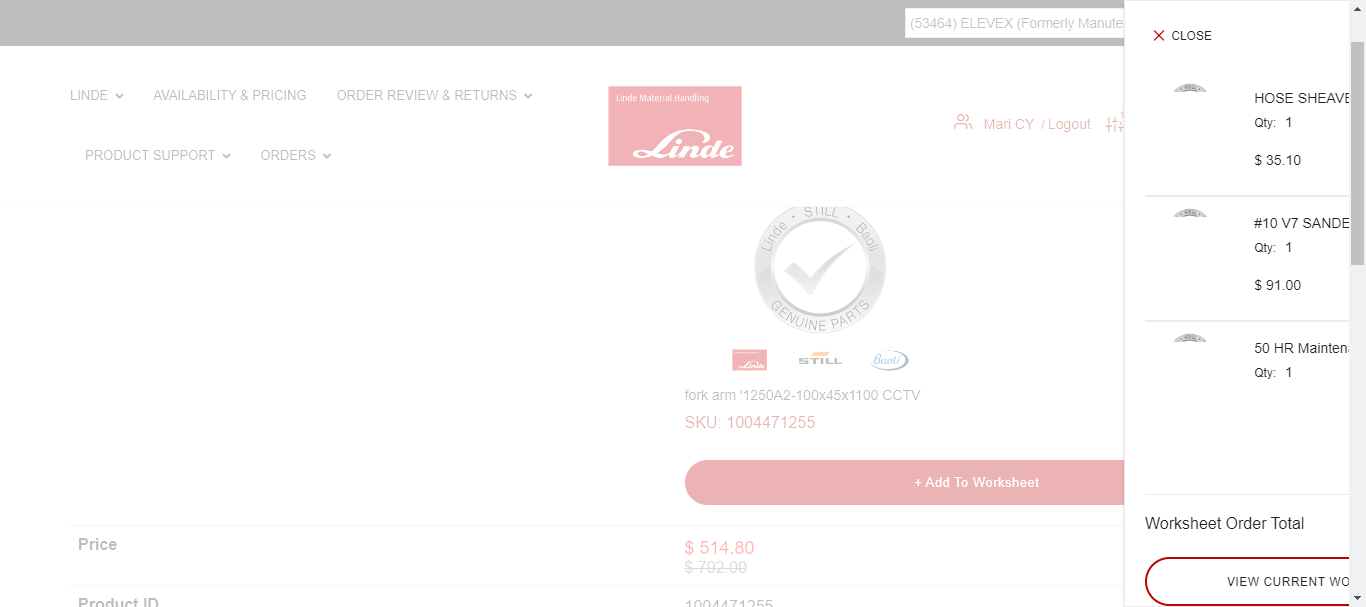 (53464) ELEVEX (Formerly Manute
CLOSE
LINDE
AVAILABILITY & PRICING
ORDER REVIEW & RETURNS
PRODUCT SUPPORT
ORDERS
Linde Material Handling
Linde
Mari CY / Logout
HOSE SHEAVE
Qty: 1
$ 35.10
#10 V7 SANDE
Qty: 1
$ 91.00
50 HR Mainten
Qty: 1
Worksheet Order Total
VIEW CURRENT WO
Linde • STILL • Baoli
GENUINE PARTS
Linde
STILL
Baoli
fork arm '1250A2-100x45x1100 CCTV
SKU: 1004471255
+ Add To Worksheet
Price
$ 514.80
$ 792.00
Product ID
1004471255